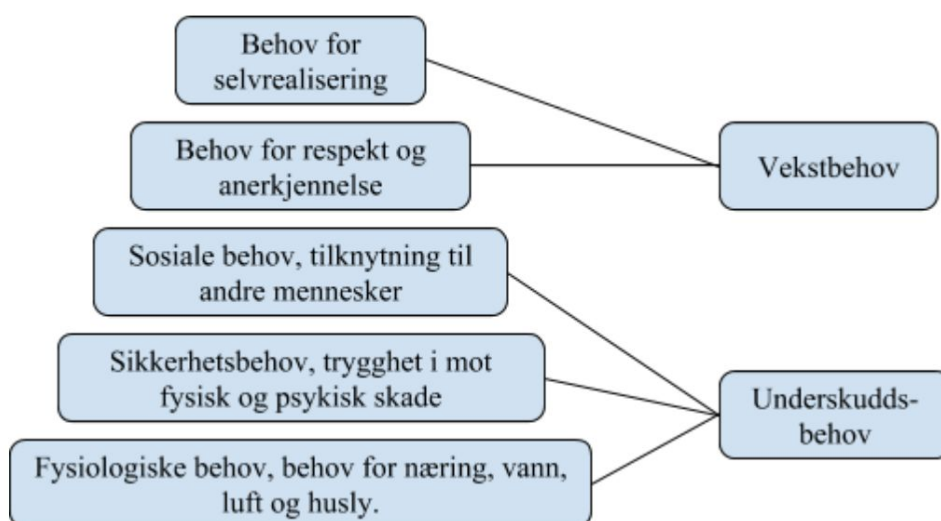 Behov for
selvrealisering
Behov for respekt og
anerkjennelse
Vekstbehov
Sosiale behov, tilknytning til
andre mennesker
Sikkerhetsbehov, trygghet i mot
fysisk og psykisk skade
Underskudds-
behov
Fysiologiske behov, behov for næring, vann,
luft og husly.